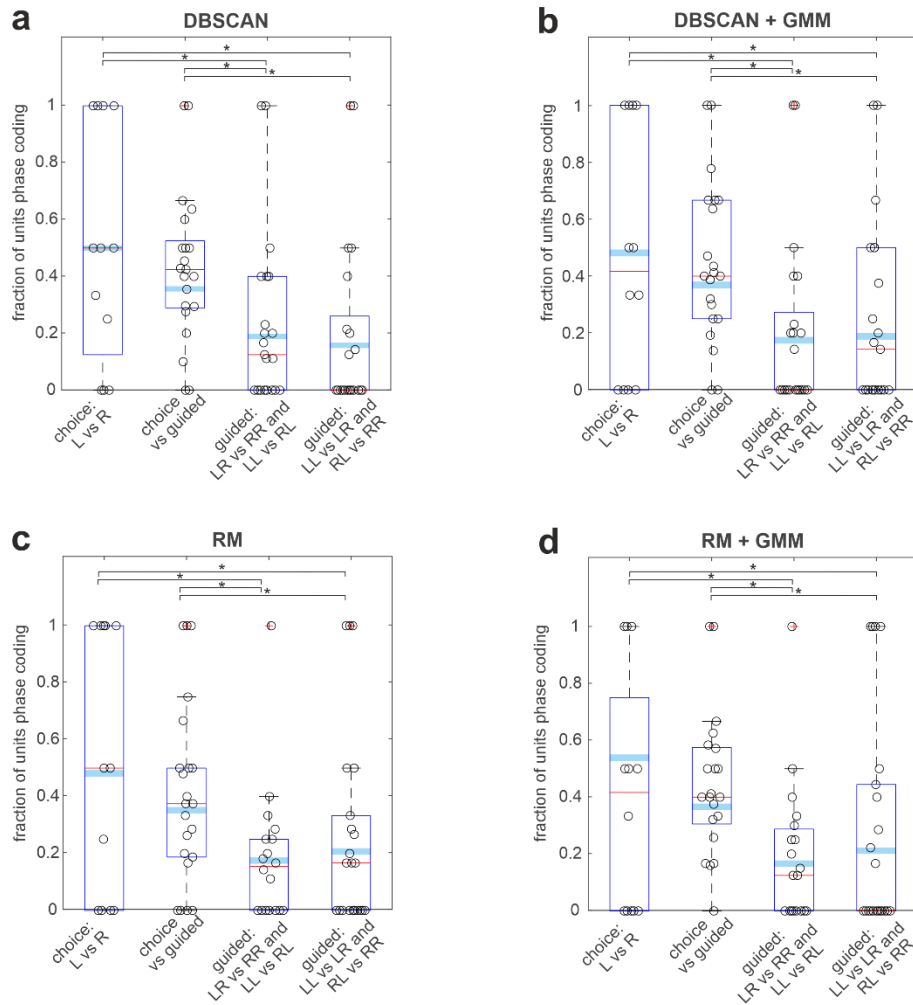 a
DBSCAN
*
*
*
*
fraction of units phase coding
1
0.8
0.6
0.4
0.2
0
choice:
L vs R
choice
vs guided
guided:
LR vs RR and
LL vs RL
guided:
LL vs LR and
RL vs RR
b
DBSCAN + GMM
*
*
*
*
fraction of units phase coding
1
0.8
0.6
0.4
0.2
0
choice:
L vs R
choice
vs guided
guided:
LR vs RR and
LL vs RL
guided:
LL vs LR and
RL vs RR
c
RM
*
*
*
*
fraction of units phase coding
1
0.8
0.6
0.4
0.2
0
choice:
L vs R
choice
vs guided
guided:
LR vs RR and
LL vs RL
guided:
LL vs LR and
RL vs RR
d
RM + GMM
*
*
*
*
fraction of units phase coding
1
0.8
0.6
0.4
0.2
0
choice:
L vs R
choice
vs guided
guided:
LR vs RR and
LL vs RL
guided:
LL vs LR and
RL vs RR